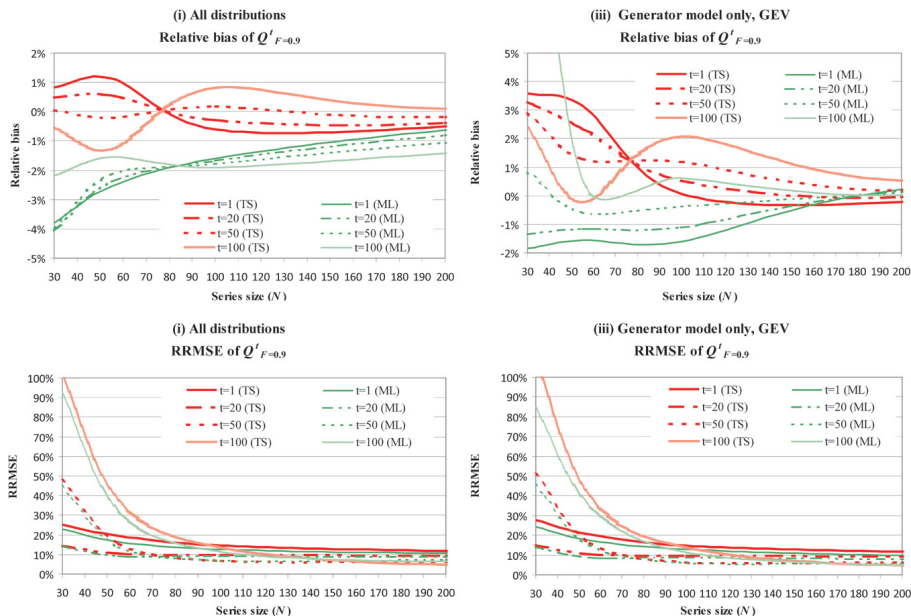 (i) All distributions
Relative bias of Q^t_F=0.9
2%
1%
0%
-1%
-2%
-3%
-4%
-5%
Relative bias
t=1 (TS)
t=20 (TS)
t=50 (TS)
t=100 (TS)
t=1 (ML)
t=20 (ML)
t=50 (ML)
t=100 (ML)
30 40 50 60 70 80 90 100 110 120 130 140 150 160 170 180 190 200
Series size (N)
(iii) Generator model only, GEV
Relative bias of Q^t_F=0.9
5%
4%
3%
2%
1%
0%
-1%
-2%
Relative bias
t=1 (TS)
t=20 (TS)
t=50 (TS)
t=100 (TS)
t=1 (ML)
t=20 (ML)
t=50 (ML)
t=100 (ML)
30 40 50 60 70 80 90 100 110 120 130 140 150 160 170 180 190 200
Series size (N)
(i) All distributions
RRMSE of Q^t_F=0.9
100%
90%
80%
70%
60%
50%
40%
30%
20%
10%
0%
RRMSE
t=1 (TS)
t=20 (TS)
t=50 (TS)
t=100 (TS)
t=1 (ML)
t=20 (ML)
t=50 (ML)
t=100 (ML)
30 40 50 60 70 80 90 100 110 120 130 140 150 160 170 180 190 200
Series size (N)
(iii) Generator model only, GEV
RRMSE of Q^t_F=0.9
100%
90%
80%
70%
60%
50%
40%
30%
20%
10%
0%
RRMSE
t=1 (TS)
t=20 (TS)
t=50 (TS)
t=100 (TS)
t=1 (ML)
t=20 (ML)
t=50 (ML)
t=100 (ML)
30 40 50 60 70 80 90 100 110 120 130 140 150 160 170 180 190 200
Series size (N)